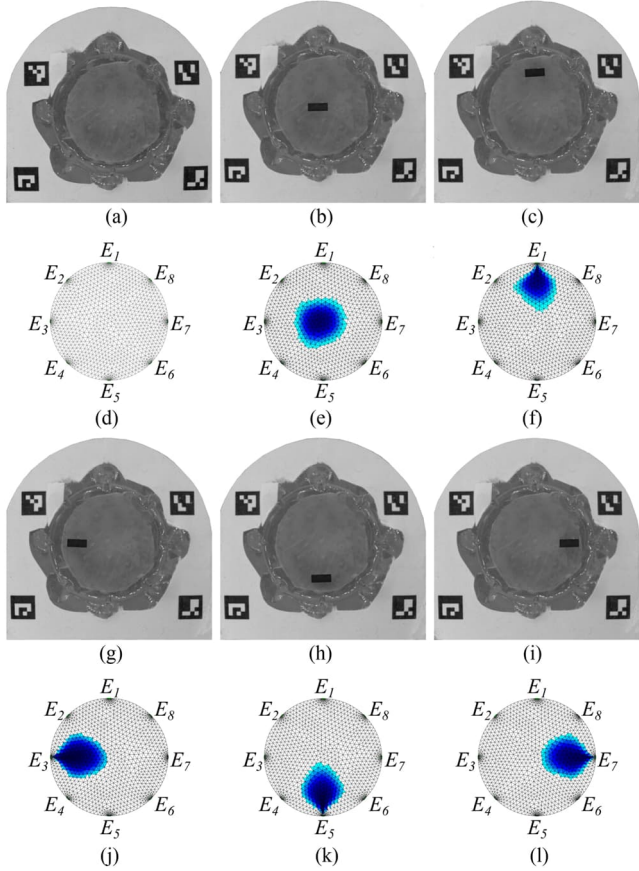 (a) (b) (c)
E1 E1 E1
E2 E8 E2 E8 E2 E8
E3 E7 E3 E7 E3 E7
E4 E6 E4 E6 E4 E6
E5 E5 E5
(d) (e) (f)
(g) (h) (i)
E1 E1 E1
E2 E8 E2 E8 E2 E8
E3 E7 E3 E7 E3 E7
E4 E6 E4 E6 E4 E6
E5 E5 E5
(j) (k) (l)